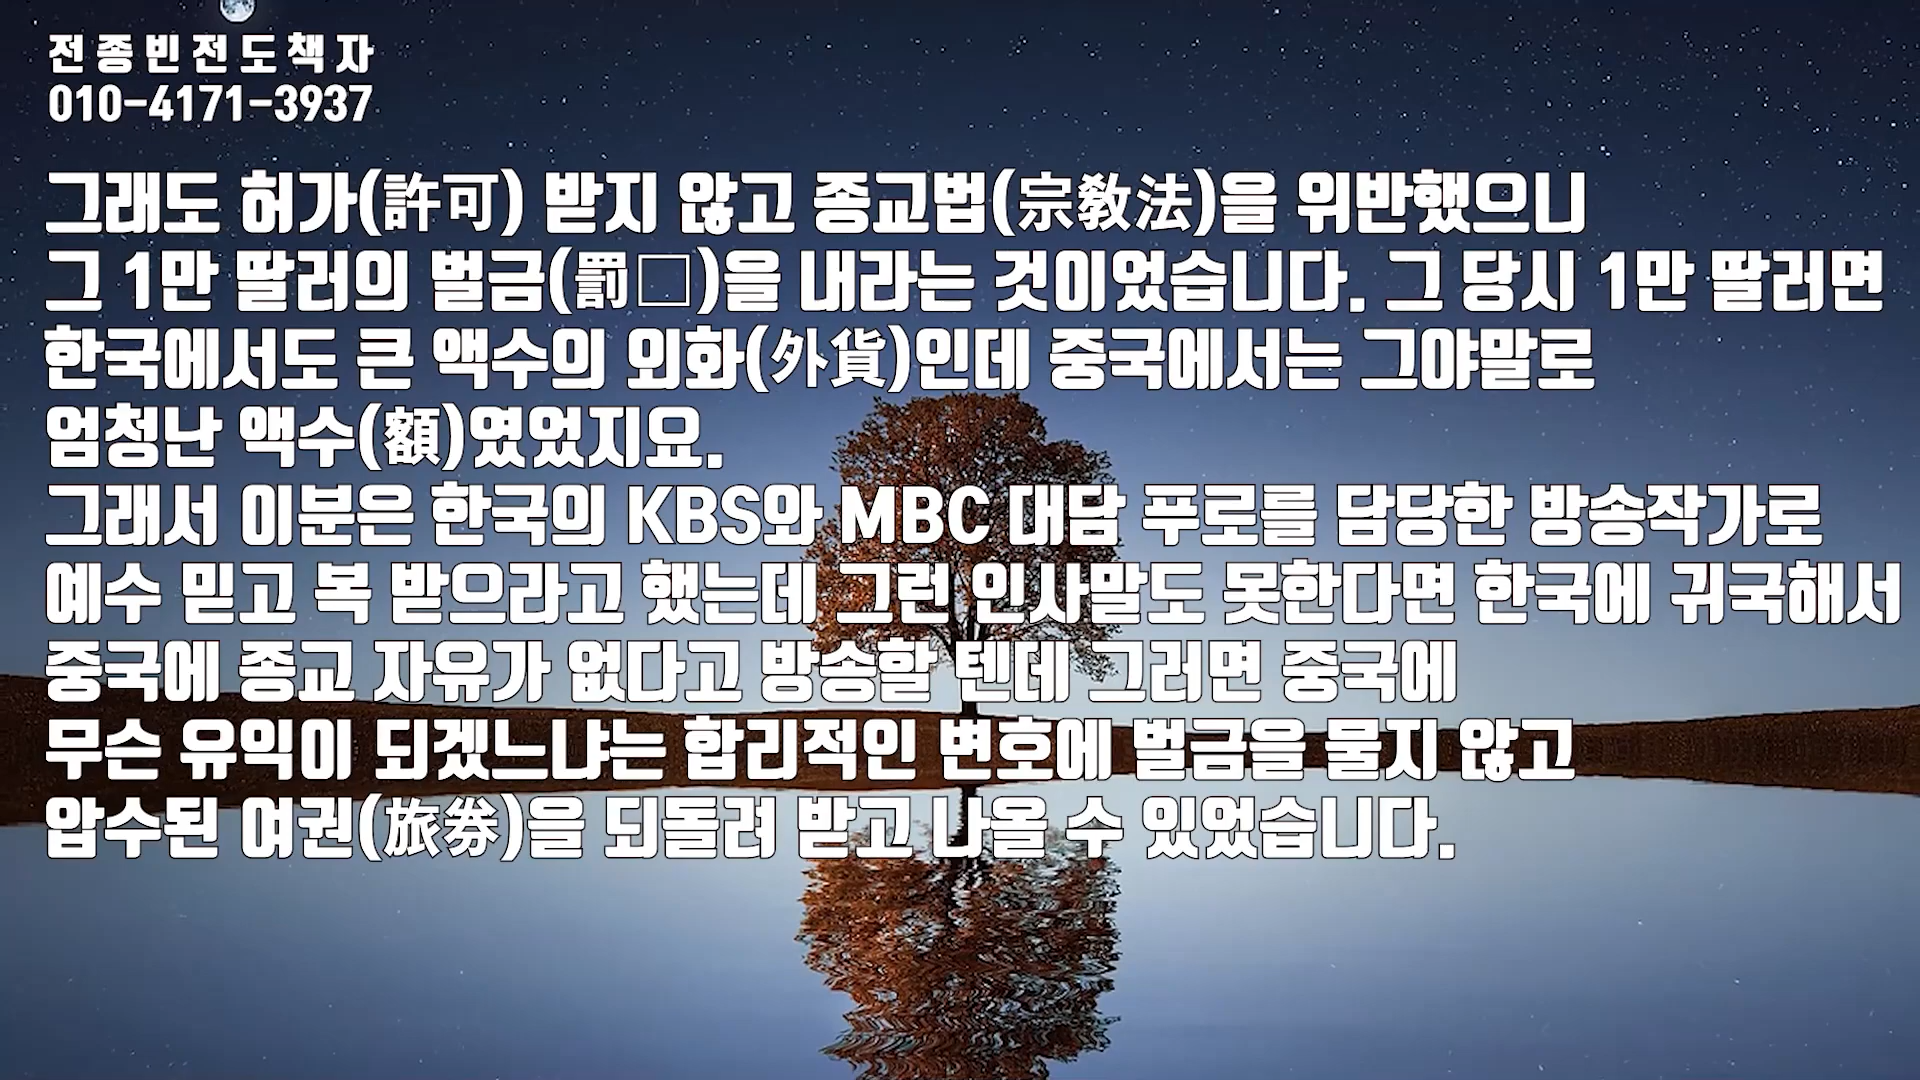 전종빈전도책자
010-4171-3937
그래도 허가(許可) 받지 않고 종교법(宗敎法)을 위반했으니
그 1만 딸러의 벌금(罰□)을 내라는 것이었습니다. 그 당시 1만 딸러면
한국에서도 큰 액수의 외화(外貨)인데 중국에서는 그야말로
엄청난 액수(額)였었지요.
그래서 이분은 한국의 KBS와 MBC 대담 푸로를 담당한 방송작가로
예수 믿고 복 받으라고 했는데 그런 인사말도 못한다면 한국에 귀국해서
중국에 종교 자유가 없다고 방송할 텐데 그러면 중국에
무슨 유익이 되겠느냐는 합리적인 변호에 벌금을 물지 않고
압수된 여권(旅券)을 되돌려 받고 나올 수 있었습니다.